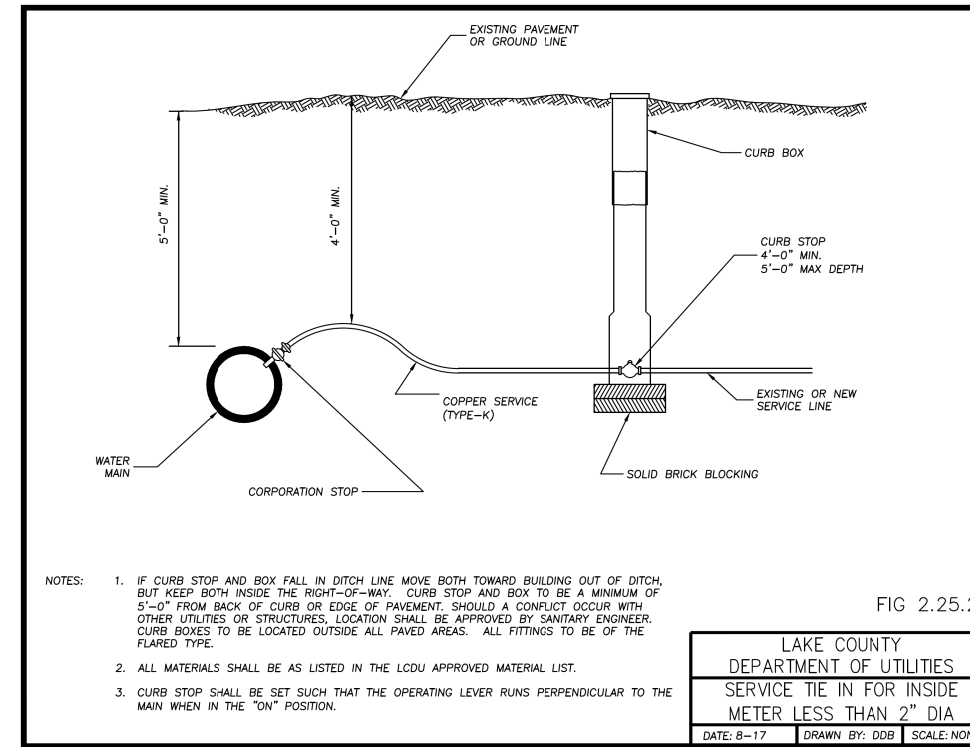 EXISTING PAVEMENT
OR GROUND LINE
CURB BOX
5'-0" MIN.
4'-0" MIN.
CURB STOP
4'-0" MIN.
5'-0" MAX DEPTH
COPPER SERVICE
(TYPE-K)
EXISTING OR NEW
SERVICE LINE
WATER
MAIN
SOLID BRICK BLOCKING
CORPORATION STOP
NOTES: 1. IF CURB STOP AND BOX FALL IN DITCH LINE MOVE BOTH TOWARD BUILDING OUT OF DITCH,
BUT KEEP BOTH INSIDE THE RIGHT-OF-WAY. CURB STOP AND BOX TO BE A MINIMUM OF
5'-0" FROM BACK OF CURB OR EDGE OF PAVEMENT. SHOULD A CONFLICT OCCUR WITH
OTHER UTILITIES OR STRUCTURES, LOCATION SHALL BE APPROVED BY SANITARY ENGINEER.
CURB BOXES TO BE LOCATED OUTSIDE ALL PAVED AREAS. ALL FITTINGS TO BE OF THE
FLARED TYPE.
2. ALL MATERIALS SHALL BE AS LISTED IN THE LCDU APPROVED MATERIAL LIST.
3. CURB STOP SHALL BE SET SUCH THAT THE OPERATING LEVER RUNS PERPENDICULAR TO THE
MAIN WHEN IN THE "ON" POSITION.
FIG 2.25.2
LAKE COUNTY
DEPARTMENT OF UTILITIES
SERVICE TIE IN FOR INSIDE
METER LESS THAN 2" DIA
DATE: 8-17 DRAWN BY: DDB SCALE: NON